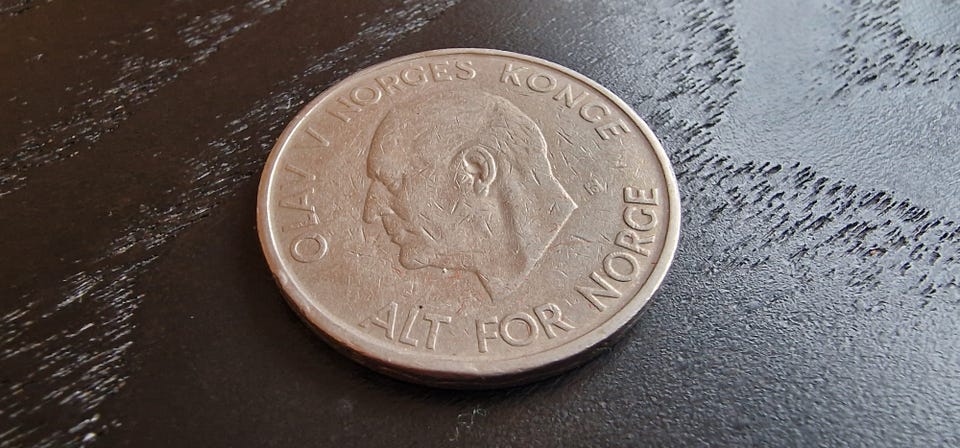 OLAV V NORGES KONGE
ALT FOR NORGE